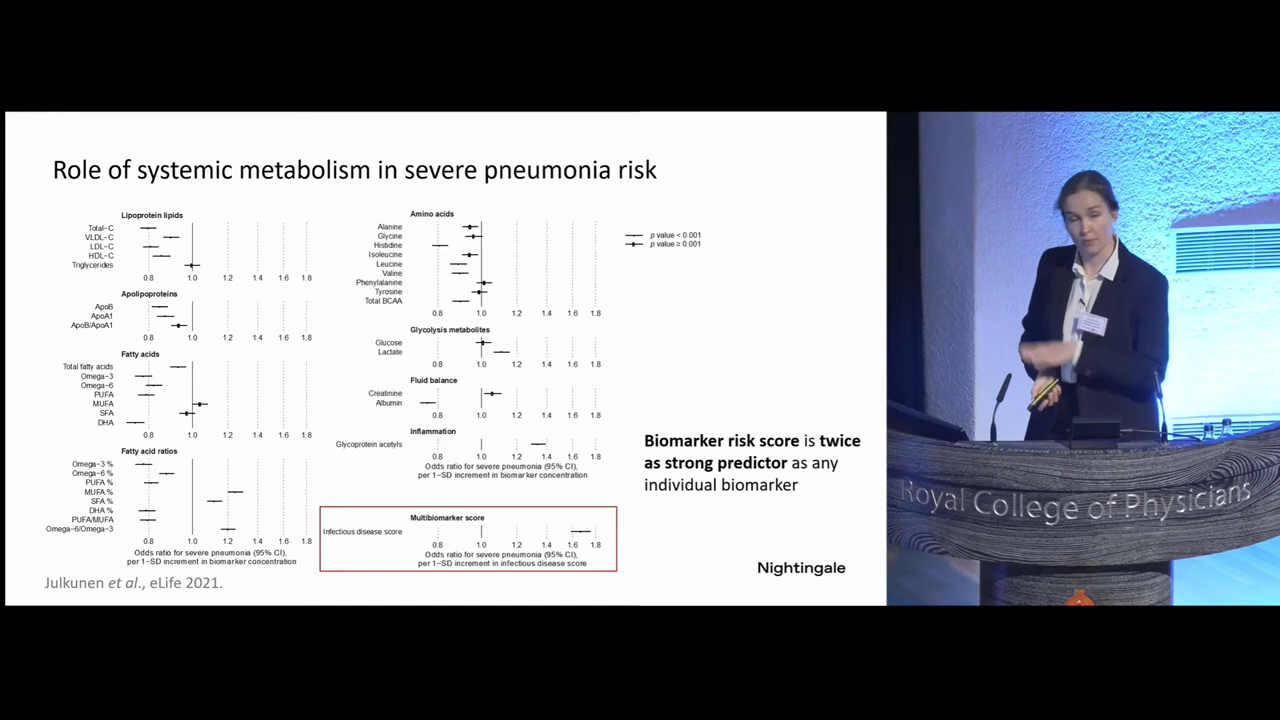 Role of systemic metabolism in severe pneumonia risk
Lipoprotein lipids
Total−C
VLDL−C
LDL−C
HDL−C
Triglycerides
0.8 1.0 1.2 1.4 1.6 1.8
Apolipoproteins
ApoB
ApoA1
ApoB/ApoA1
0.8 1.0 1.2 1.4 1.6 1.8
Fatty acids
Total fatty acids
Omega−3
Omega−6
PUFA
MUFA
SFA
DHA
0.8 1.0 1.2 1.4 1.6 1.8
Fatty acid ratios
Omega−3 %
Omega−6 %
PUFA %
MUFA %
SFA %
DHA %
PUFA/MUFA
Omega−6/Omega−3
0.8 1.0 1.2 1.4 1.6 1.8
Odds ratio for severe pneumonia (95% CI),
per 1−SD increment in biomarker concentration
Amino acids
Alanine
Glycine
Histidine
Isoleucine
Leucine
Valine
Phenylalanine
Tyrosine
Total BCAA
0.8 1.0 1.2 1.4 1.6 1.8
Glycolysis metabolites
Glucose
Lactate
0.8 1.0 1.2 1.4 1.6 1.8
Fluid balance
Creatinine
Albumin
0.8 1.0 1.2 1.4 1.6 1.8
Inflammation
Glycoprotein acetyls
0.8 1.0 1.2 1.4 1.6 1.8
Odds ratio for severe pneumonia (95% CI),
per 1−SD increment in biomarker concentration
Multibiomarker score
Infectious disease score
0.8 1.0 1.2 1.4 1.6 1.8
Odds ratio for severe pneumonia (95% CI),
per 1−SD increment in infectious disease score
p value < 0.001
p value ≥ 0.001
Biomarker risk score is twice
as strong predictor as any
individual biomarker
Nightingale
Julkunen et al., eLife 2021.
Royal College of Physicians